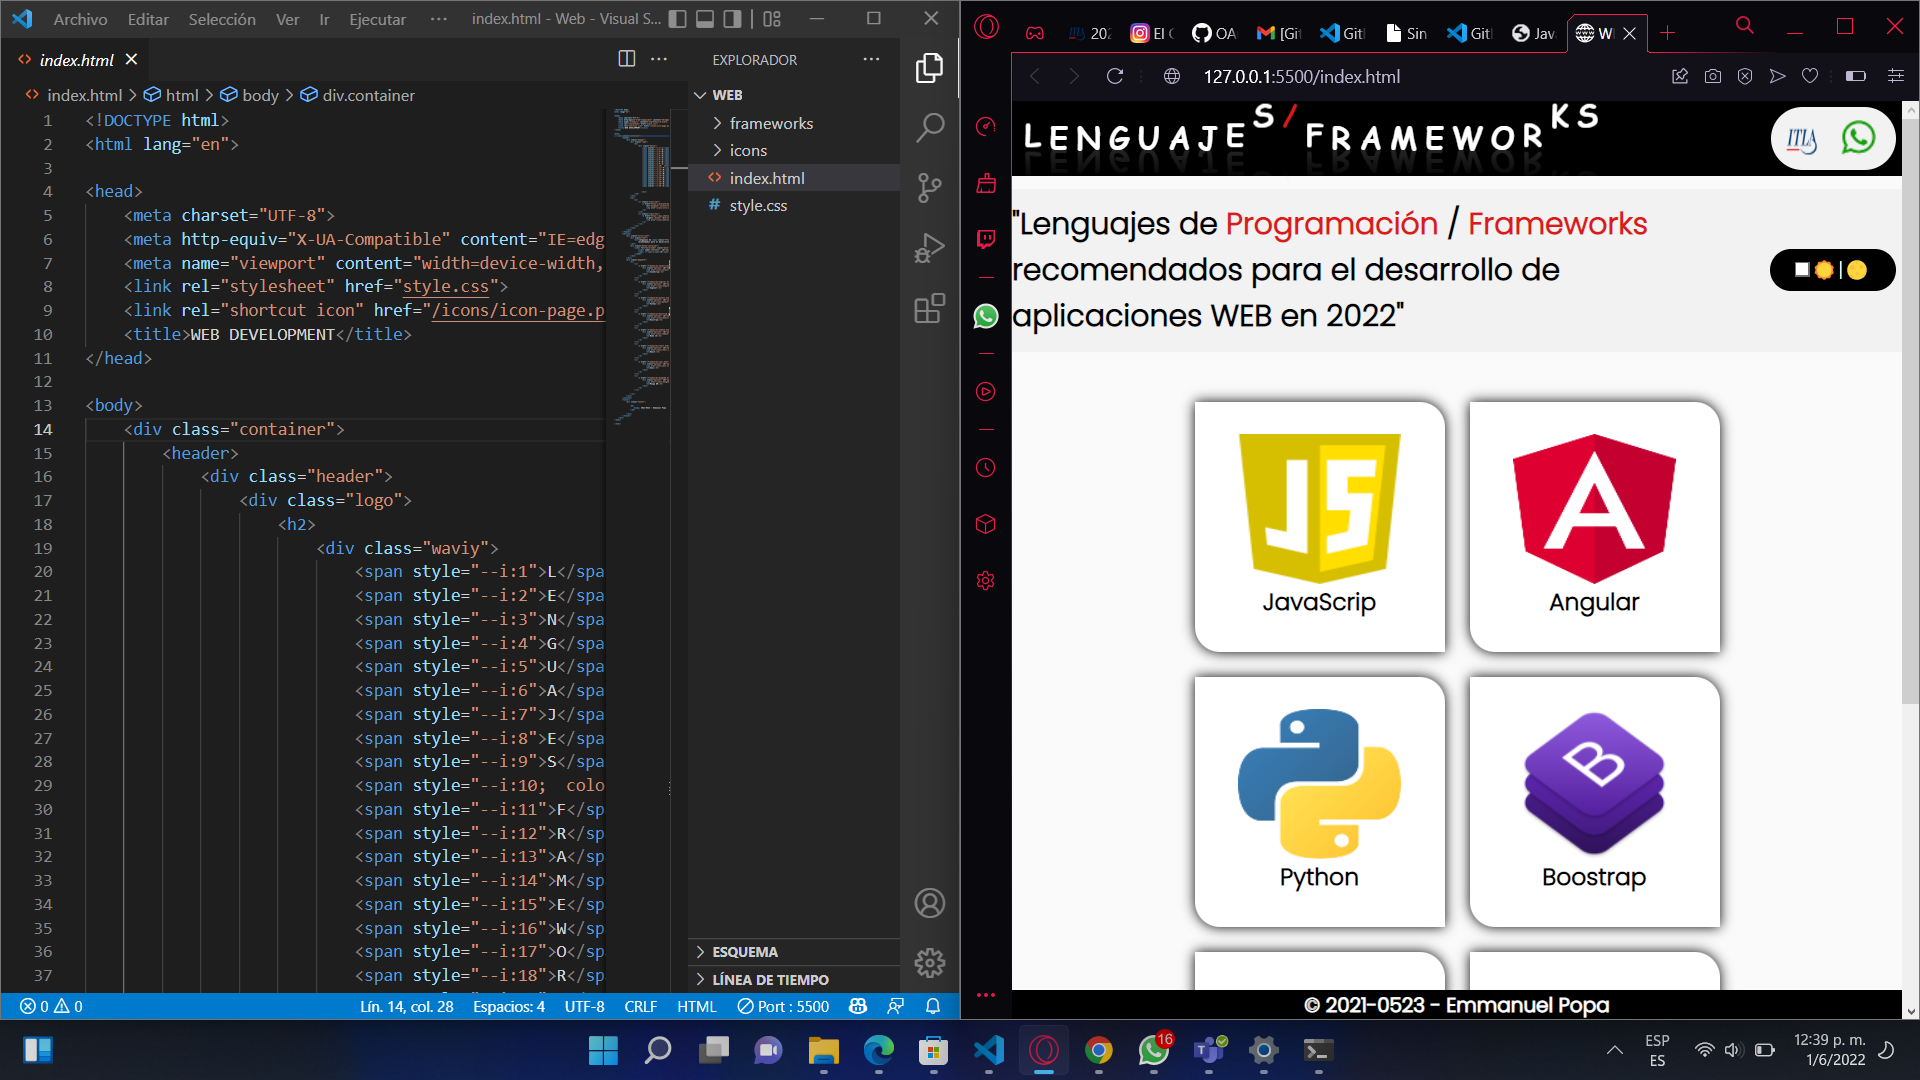 Archivo Editar Selección Ver Ir Ejecutar ··· index.html - Web - Visual S...
index.html
index.html > html > body > div.container
1 <!DOCTYPE html>
2 <html lang="en">
3
4 <head>
5 <meta charset="UTF-8">
6 <meta http-equiv="X-UA-Compatible" content="IE=edg
7 <meta name="viewport" content="width=device-width,
8 <link rel="stylesheet" href="style.css">
9 <link rel="shortcut icon" href="/icons/icon-page.p
10 <title>WEB DEVELOPMENT</title>
11 </head>
12
13 <body>
14 <div class="container">
15 <header>
16 <div class="header">
17 <div class="logo">
18 <h2>
19 <div class="waviy">
20 <span style="--i:1">L</spa
21 <span style="--i:2">E</spa
22 <span style="--i:3">N</spa
23 <span style="--i:4">G</spa
24 <span style="--i:5">U</spa
25 <span style="--i:6">A</spa
26 <span style="--i:7">J</spa
27 <span style="--i:8">E</spa
28 <span style="--i:9">S</spa
29 <span style="--i:10; colo
30 <span style="--i:11">F</sp
31 <span style="--i:12">R</sp
32 <span style="--i:13">A</sp
33 <span style="--i:14">M</sp
34 <span style="--i:15">E</sp
35 <span style="--i:16">W</sp
36 <span style="--i:17">O</sp
37 <span style="--i:18">R</sp
EXPLORADOR ···
WEB
frameworks
icons
index.html
# style.css
ESQUEMA
LÍNEA DE TIEMPO
0 0 Lín. 14, col. 28 Espacios: 4 UTF-8 CRLF HTML Port : 5500
202 El C OA [Git Git Sin Git Java W
127.0.0.1:5500/index.html
LENGUAJES/FRAMEWORKS
ITLA
"Lenguajes de Programación / Frameworks
recomendados para el desarrollo de
aplicaciones WEB en 2022"
|
JS
JavaScrip
A
Angular
Python
B
Boostrap
© 2021-0523 - Emmanuel Popa
16
T
ESP
ES
12:39 p. m.
1/6/2022